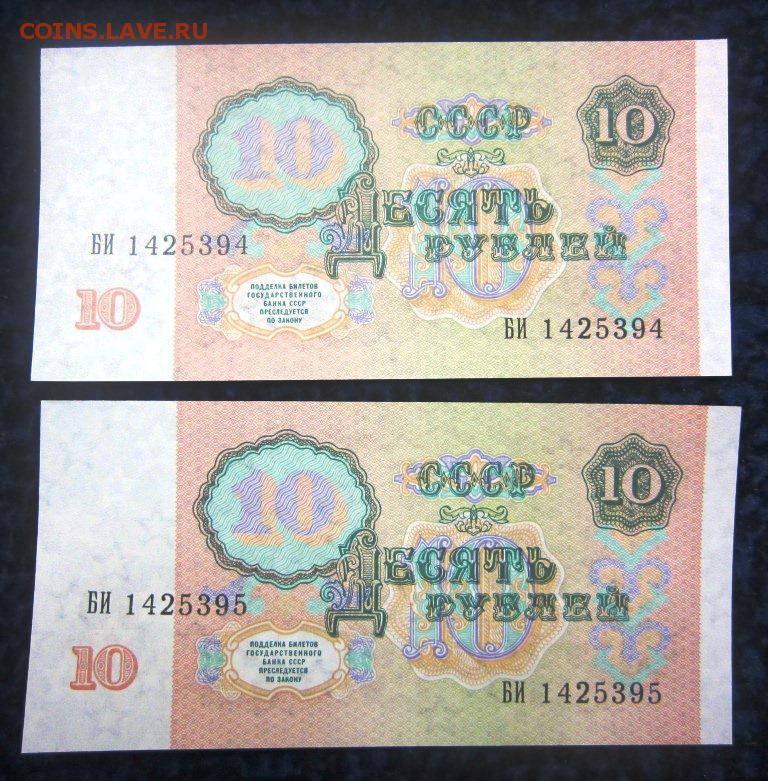 COINS.LAVE.RU
10
СССР
10
10
ДЕСЯТЬ
РУБЛЕЙ
БИ 1425394
ПОДДЕЛКА БИЛЕТОВ
ГОСУДАРСТВЕННОГО
БАНКА СССР
ПРЕСЛЕДУЕТСЯ
ПО ЗАКОНУ
10
БИ 1425394
10
СССР
10
10
ДЕСЯТЬ
РУБЛЕЙ
БИ 1425395
ПОДДЕЛКА БИЛЕТОВ
ГОСУДАРСТВЕННОГО
БАНКА СССР
ПРЕСЛЕДУЕТСЯ
ПО ЗАКОНУ
10
БИ 1425395